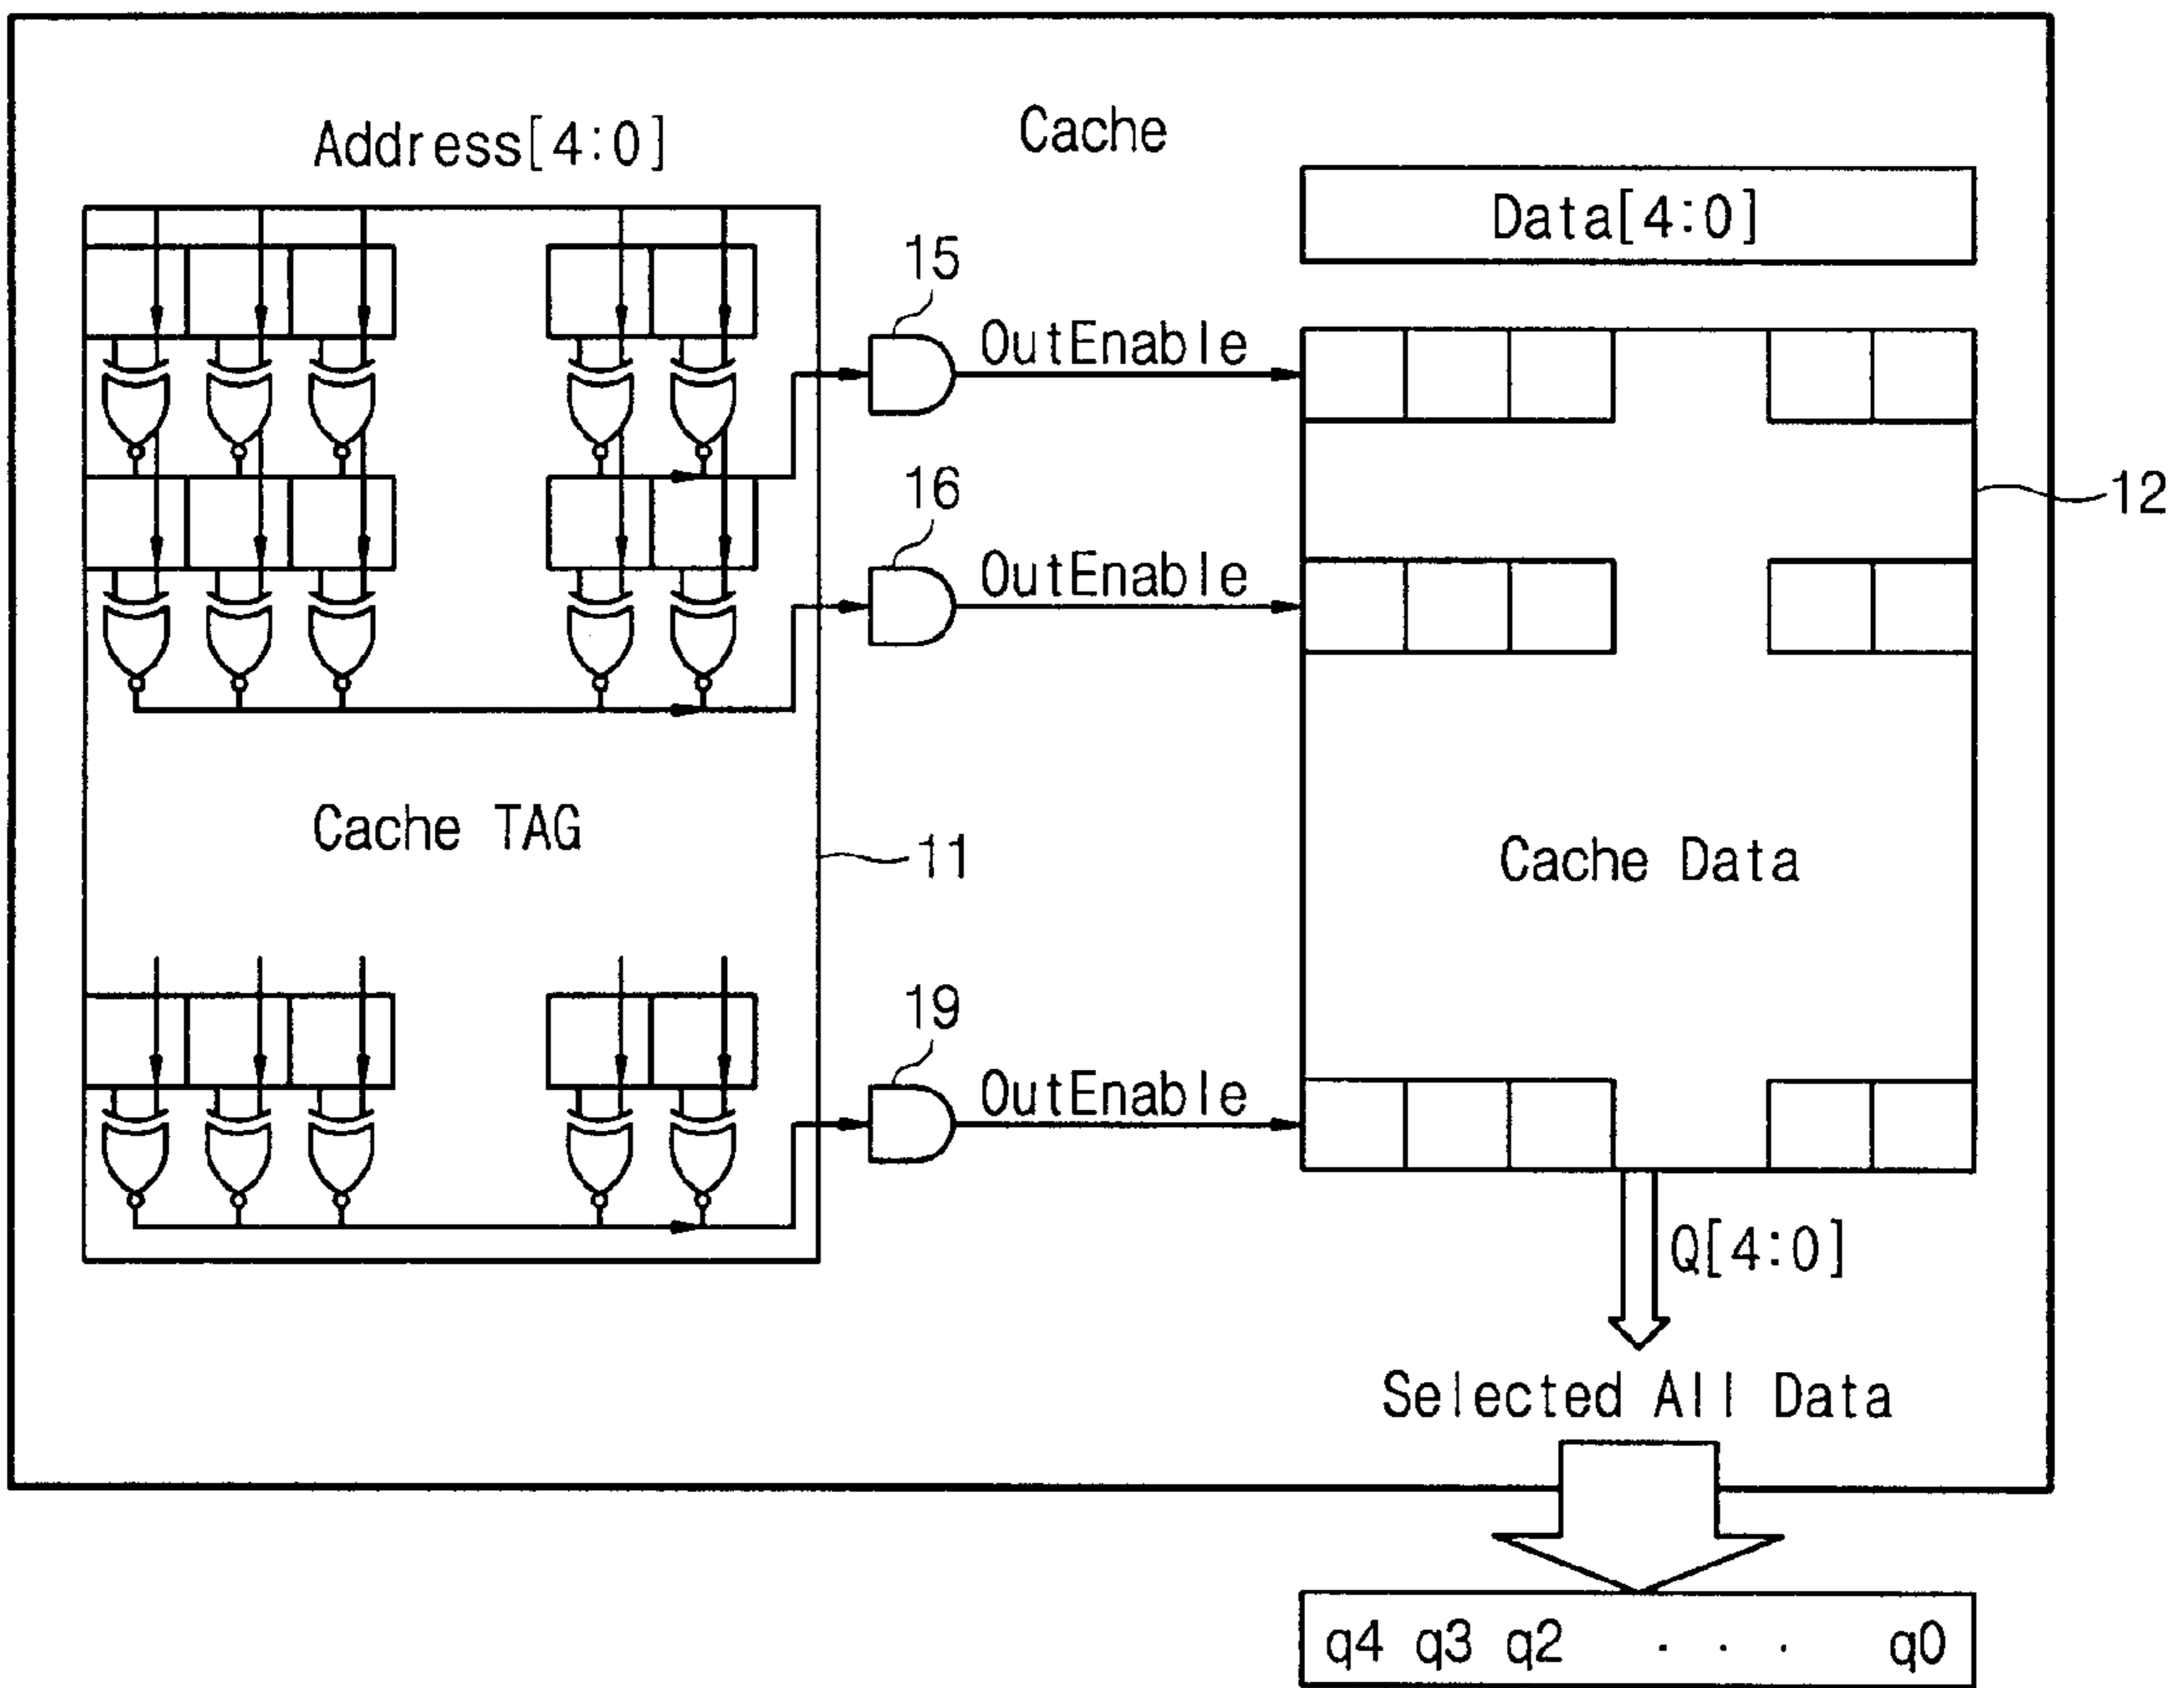 Cache
Address[4:0]
Data[4:0]
15
OutEnable
16
OutEnable
12
Cache TAG
11
Cache Data
19
OutEnable
Q[4:0]
Selected All Data
q4 q3 q2 . . . q0